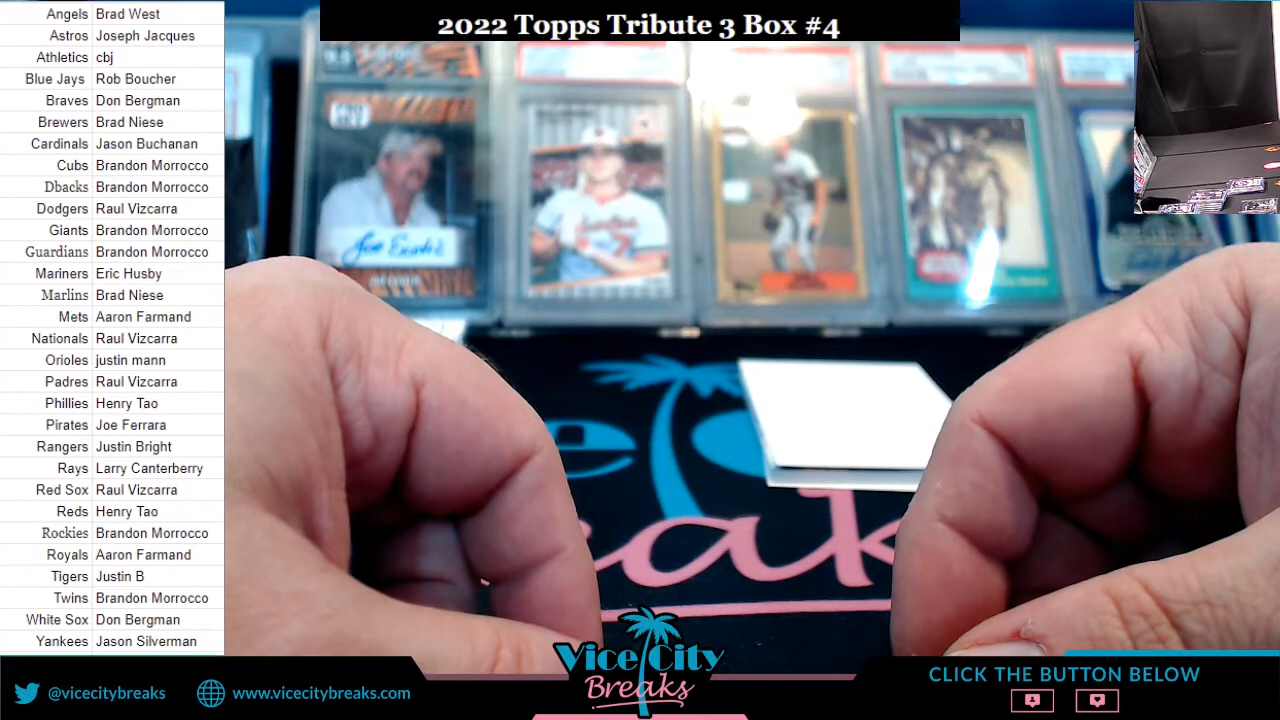 2022 Topps Tribute 3 Box #4
Angels Brad West
Astros Joseph Jacques
Athletics cbj
Blue Jays Rob Boucher
Braves Don Bergman
Brewers Brad Niese
Cardinals Jason Buchanan
Cubs Brandon Morrocco
Dbacks Brandon Morrocco
Dodgers Raul Vizcarra
Giants Brandon Morrocco
Guardians Brandon Morrocco
Mariners Eric Husby
Marlins Brad Niese
Mets Aaron Farmand
Nationals Raul Vizcarra
Orioles justin mann
Padres Raul Vizcarra
Phillies Henry Tao
Pirates Joe Ferrara
Rangers Justin Bright
Rays Larry Canterberry
Red Sox Raul Vizcarra
Reds Henry Tao
Rockies Brandon Morrocco
Royals Aaron Farmand
Tigers Justin B
Twins Brandon Morrocco
White Sox Don Bergman
Yankees Jason Silverman
@vicecitybreaks
www.vicecitybreaks.com
Vice City
Breaks
CLICK THE BUTTON BELOW